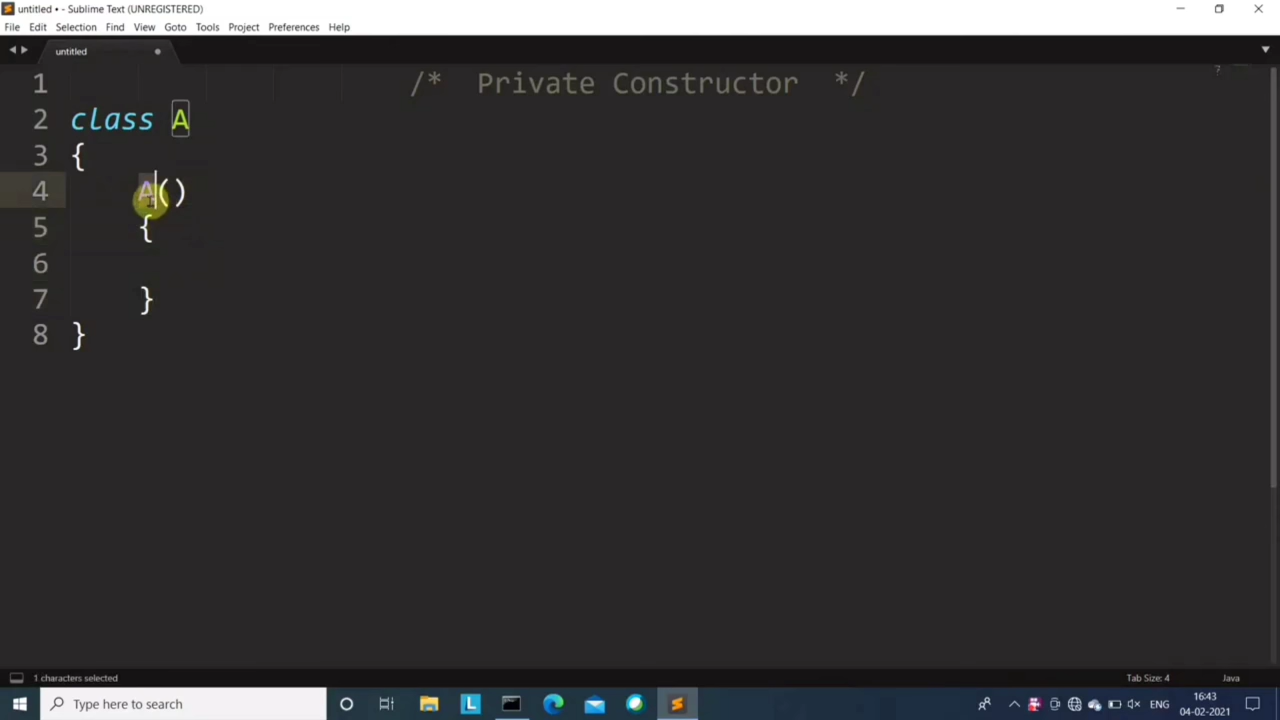 untitled • - Sublime Text (UNREGISTERED)
File Edit Selection Find View Goto Tools Project Preferences Help
untitled
1 /* Private Constructor */
2 class A
3 {
4 A()
5 {
6
7 }
8 }
1 characters selected
Tab Size: 4
Java
Type here to search
L
ENG
16:43
04-02-2021